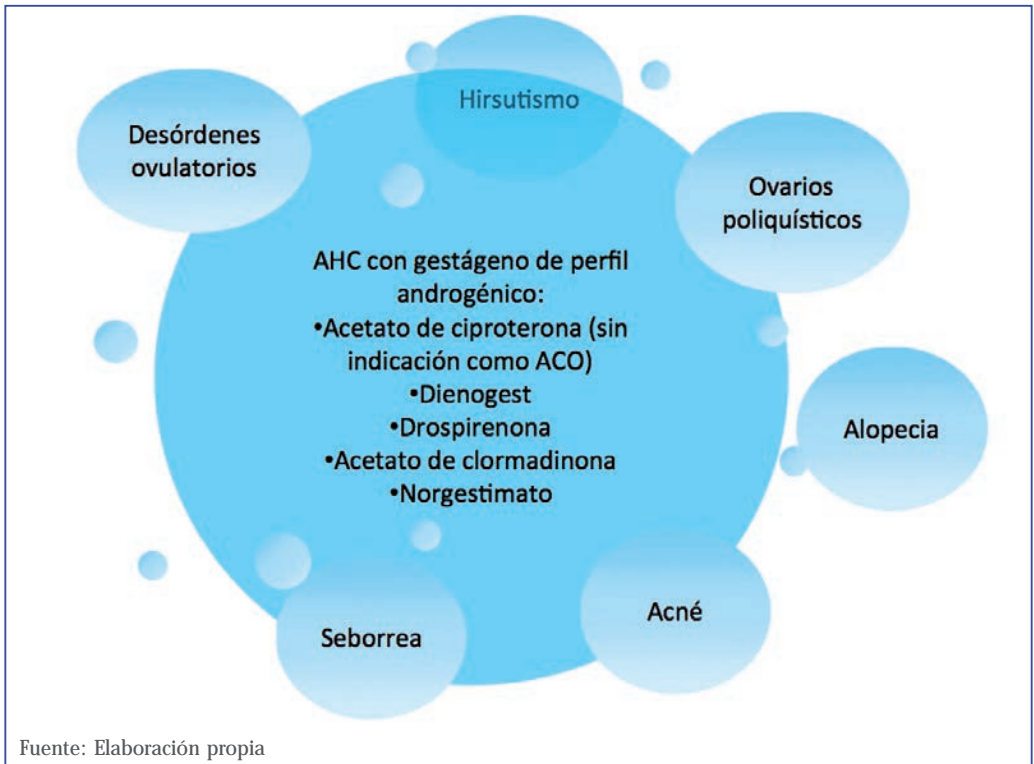 Hirsutismo
Desórdenes
ovulatorios
Ovarios
poliquísticos
AHC con gestágeno de perfil
androgénico:
•Acetato de ciproterona (sin
indicación como ACO)
•Dienogest
•Drospirenona
•Acetato de clormadinona
•Norgestimato
Alopecia
Acné
Seborrea
Fuente: Elaboración propia